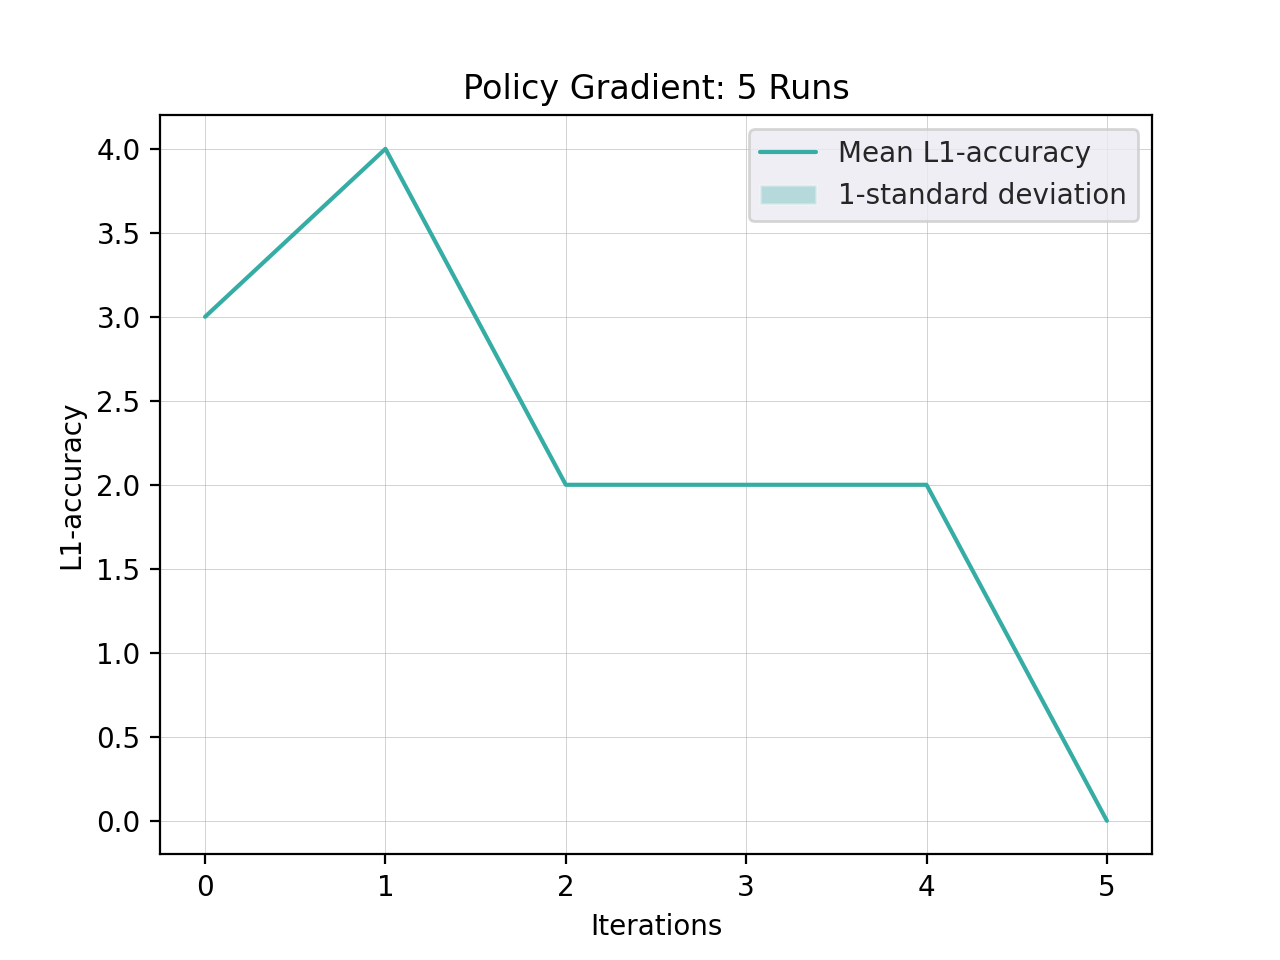 Policy Gradient: 5 Runs
Mean L1-accuracy
1-standard deviation
4.0
3.5
3.0
2.5
2.0
1.5
1.0
0.5
0.0
L1-accuracy
0 1 2 3 4 5
Iterations